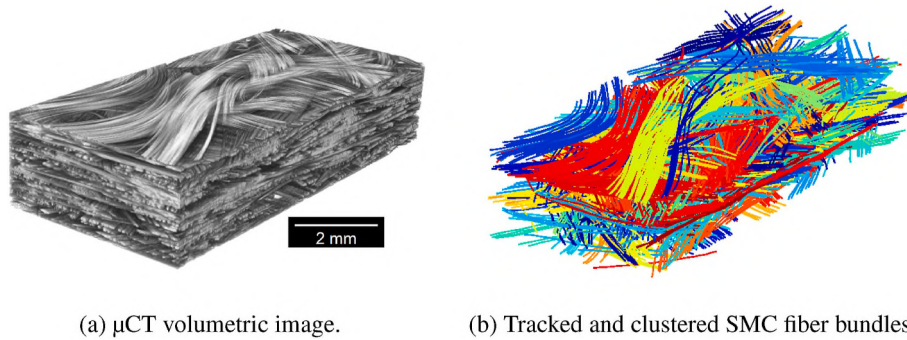 2 mm
(a) µCT volumetric image.
(b) Tracked and clustered SMC fiber bundles